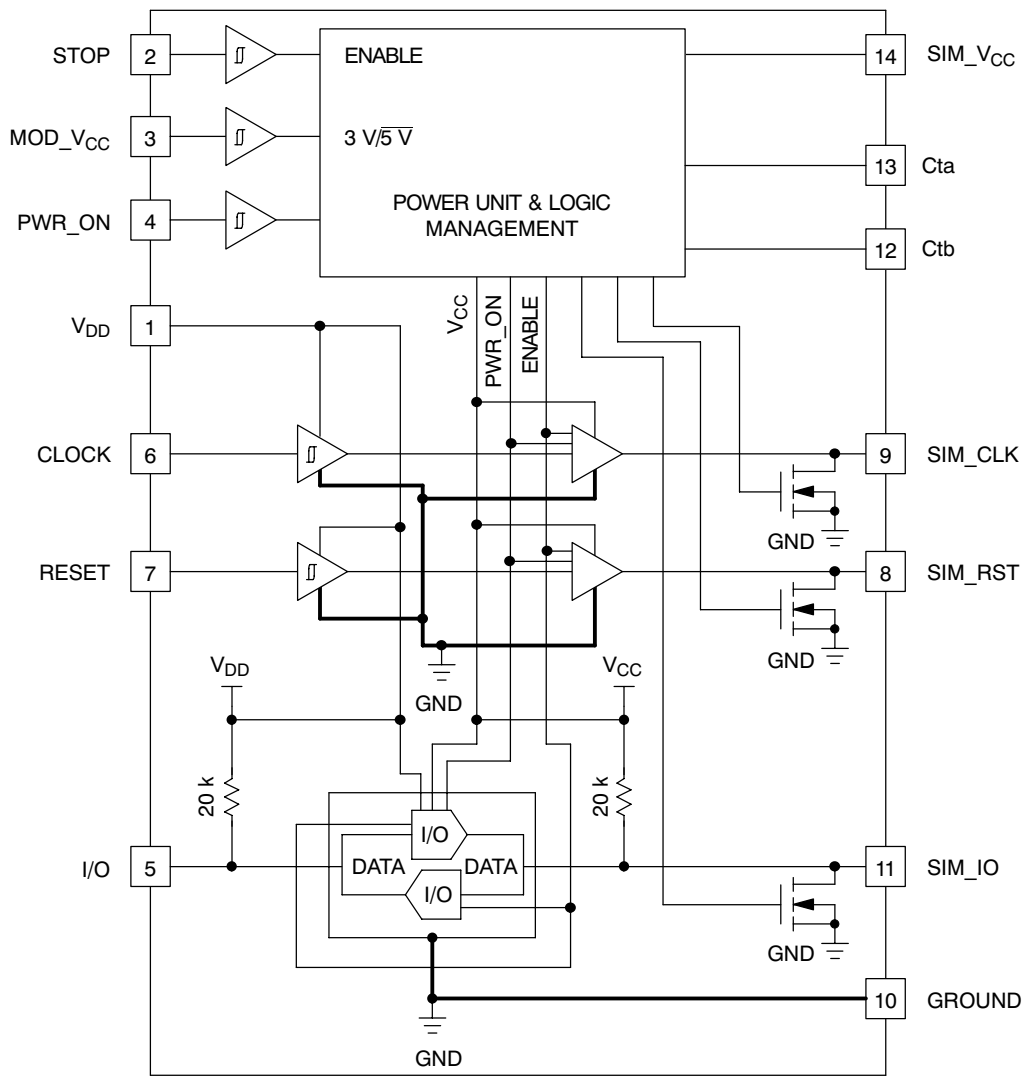 STOP 2 ENABLE 14 SIM_VCC
MOD_VCC 3 3 V/5 V 13 Cta
PWR_ON 4 POWER UNIT & LOGIC
MANAGEMENT 12 Ctb
VDD 1 VCC PWR_ON ENABLE
CLOCK 6 9 SIM_CLK
GND
RESET 7 8 SIM_RST
GND
VDD GND VCC
20 k 20 k
I/O
I/O 5 DATA DATA 11 SIM_IO
I/O
GND
10 GROUND
GND